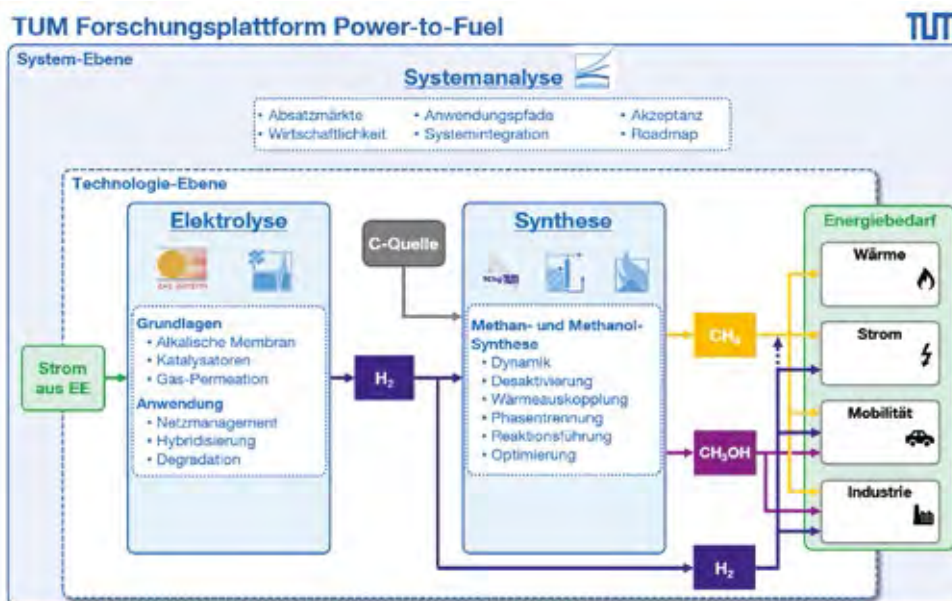 TUM Forschungsplattform Power-to-Fuel
TUM
System-Ebene
Systemanalyse
• Absatzmärkte
• Wirtschaftlichkeit
• Anwendungspfade
• Systemintegration
• Akzeptanz
• Roadmap
Technologie-Ebene
Elektrolyse
Grundlagen
• Alkalische Membran
• Katalysatoren
• Gas-Permeation
Anwendung
• Netzmanagement
• Hybridisierung
• Degradation
Strom
aus EE
H₂
C-Quelle
Synthese
Methan- und Methanol-
Synthese
• Dynamik
• Desaktivierung
• Wärmeauskopplung
• Phasentrennung
• Reaktionsführung
• Optimierung
CH₄
CH₃OH
H₂
Energiebedarf
Wärme
Strom
Mobilität
Industrie